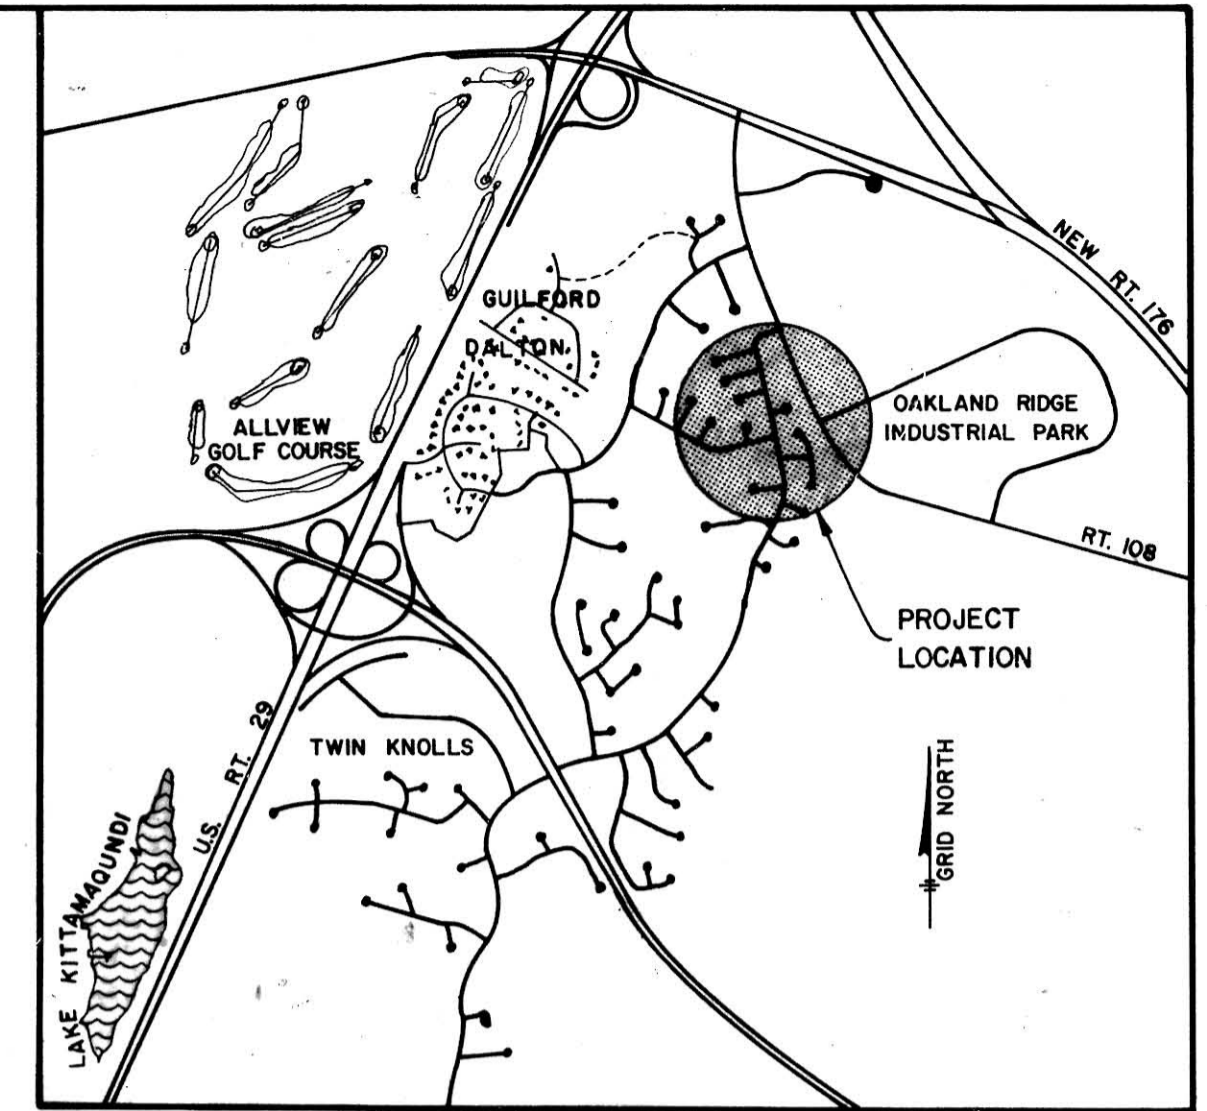 NEW RT. 176
GUILFORD
DALTON
OAKLAND RIDGE
INDUSTRIAL PARK
ALLVIEW
GOLF COURSE
RT. 108
PROJECT
LOCATION
U.S. RT. 29
TWIN KNOLLS
GRID NORTH
LAKE KITTAMAQUNDI